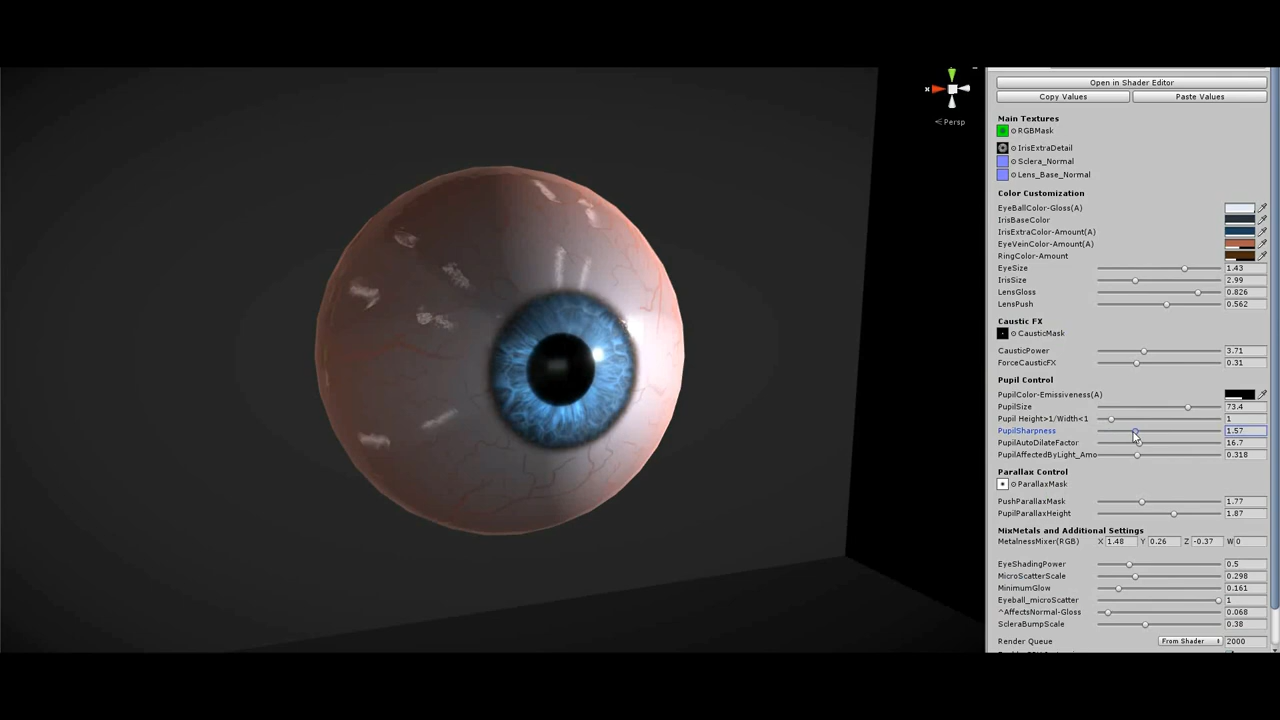 Open in Shader Editor
Copy Values Paste Values
x
Persp
Main Textures
RGBMask
IrisExtraDetail
Sclera_Normal
Lens_Base_Normal
Color Customization
EyeBallColor-Gloss(A)
IrisBaseColor
IrisExtraColor-Amount(A)
EyeVeinColor-Amount(A)
RingColor-Amount
EyeSize 1.43
IrisSize 2.99
LensGloss 0.826
LensPush 0.562
Caustic FX
CausticMask
CausticPower 3.71
ForceCausticFX 0.31
Pupil Control
PupilColor-Emissiveness(A)
PupilSize 73.4
Pupil Height>1/Width<1 1
PupilSharpness 1.57
PupilAutoDilateFactor 16.7
PupilAffectedByLight_Amo 0.318
Parallax Control
ParallaxMask
PushParallaxMask 1.77
PupilParallaxHeight 1.87
MixMetals and Additional Settings
MetalnessMixer(RGB) X 1.48 Y 0.26 Z -0.37 W 0
EyeShadingPower 0.5
MicroScatterScale 0.298
MinimumGlow 0.161
Eyeball_microScatter 1
^AffectsNormal-Gloss 0.068
ScleraBumpScale 0.38
Render Queue From Shader 2000